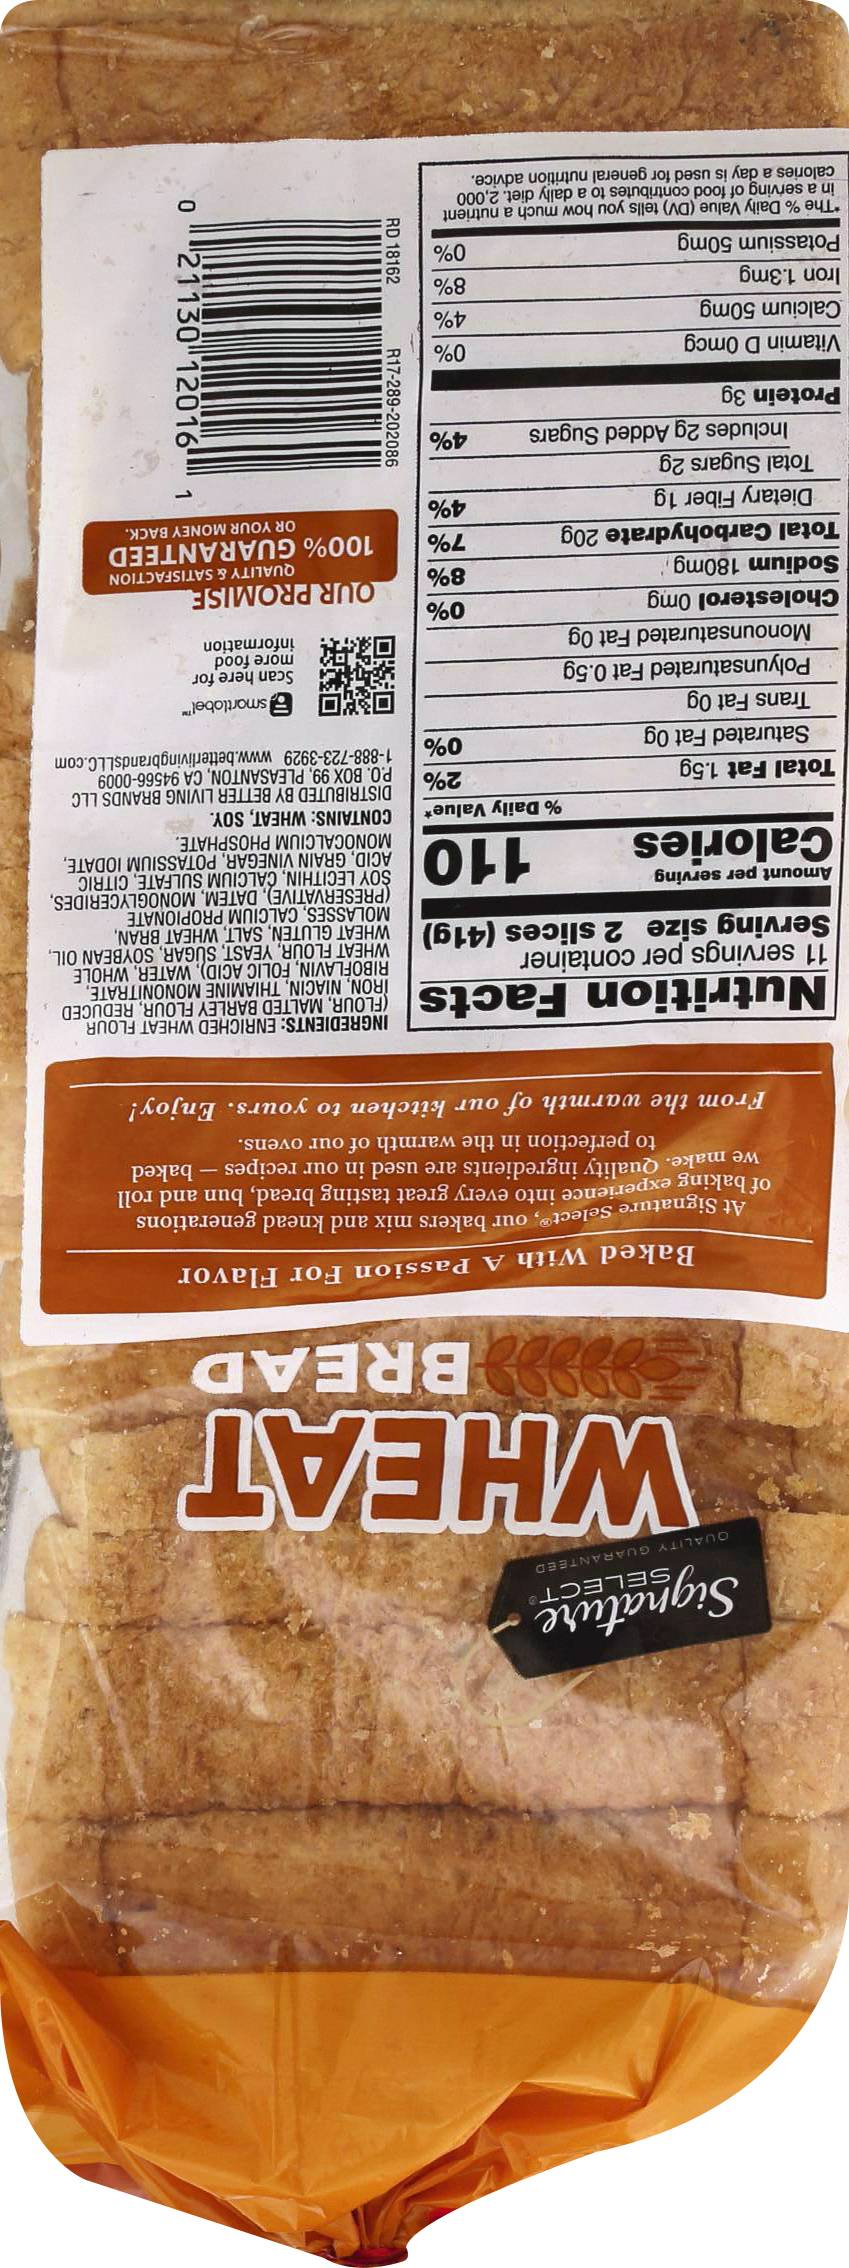 Signature
SELECT®
QUALITY GUARANTEED
WHEAT
BREAD
Baked With A Passion For Flavor
At Signature Select®, our bakers mix and knead generations
of baking experience into every great tasting bread, bun and roll
we make. Quality ingredients are used in our recipes — baked
to perfection in the warmth of our ovens.
From the warmth of our kitchen to yours. Enjoy!
Nutrition Facts
11 servings per container
Serving size 2 slices (41g)
Amount per serving
Calories 110
% Daily Value*
Total Fat 1.5g 2%
Saturated Fat 0g 0%
Trans Fat 0g
Polyunsaturated Fat 0.5g
Monounsaturated Fat 0g
Cholesterol 0mg 0%
Sodium 180mg 8%
Total Carbohydrate 20g 7%
Dietary Fiber 1g 4%
Total Sugars 2g
Includes 2g Added Sugars 4%
Protein 3g
Vitamin D 0mcg 0%
Calcium 50mg 4%
Iron 1.3mg 8%
Potassium 50mg 0%
*The % Daily Value (DV) tells you how much a nutrient
in a serving of food contributes to a daily diet. 2,000
calories a day is used for general nutrition advice.
INGREDIENTS: ENRICHED WHEAT FLOUR
(FLOUR, MALTED BARLEY FLOUR, REDUCED
IRON, NIACIN, THIAMINE MONONITRATE,
RIBOFLAVIN, FOLIC ACID), WATER, WHOLE
WHEAT FLOUR, YEAST, SUGAR, SOYBEAN OIL,
WHEAT GLUTEN, SALT, WHEAT BRAN,
MOLASSES, CALCIUM PROPIONATE
(PRESERVATIVE), DATEM, MONOGLYCERIDES,
SOY LECITHIN, CALCIUM SULFATE, CITRIC
ACID, GRAIN VINEGAR, POTASSIUM IODATE,
MONOCALCIUM PHOSPHATE.
CONTAINS: WHEAT, SOY.
DISTRIBUTED BY BETTER LIVING BRANDS LLC
P.O. BOX 99, PLEASANTON, CA 94566-0009
1-888-723-3929 www.betterlivingbrandsLLC.com
smartlabel™
Scan here for
more food
information
OUR PROMISE
QUALITY & SATISFACTION
100% GUARANTEED
OR YOUR MONEY BACK.
RD 18162 R17-289-202086
0 21130 12016 1